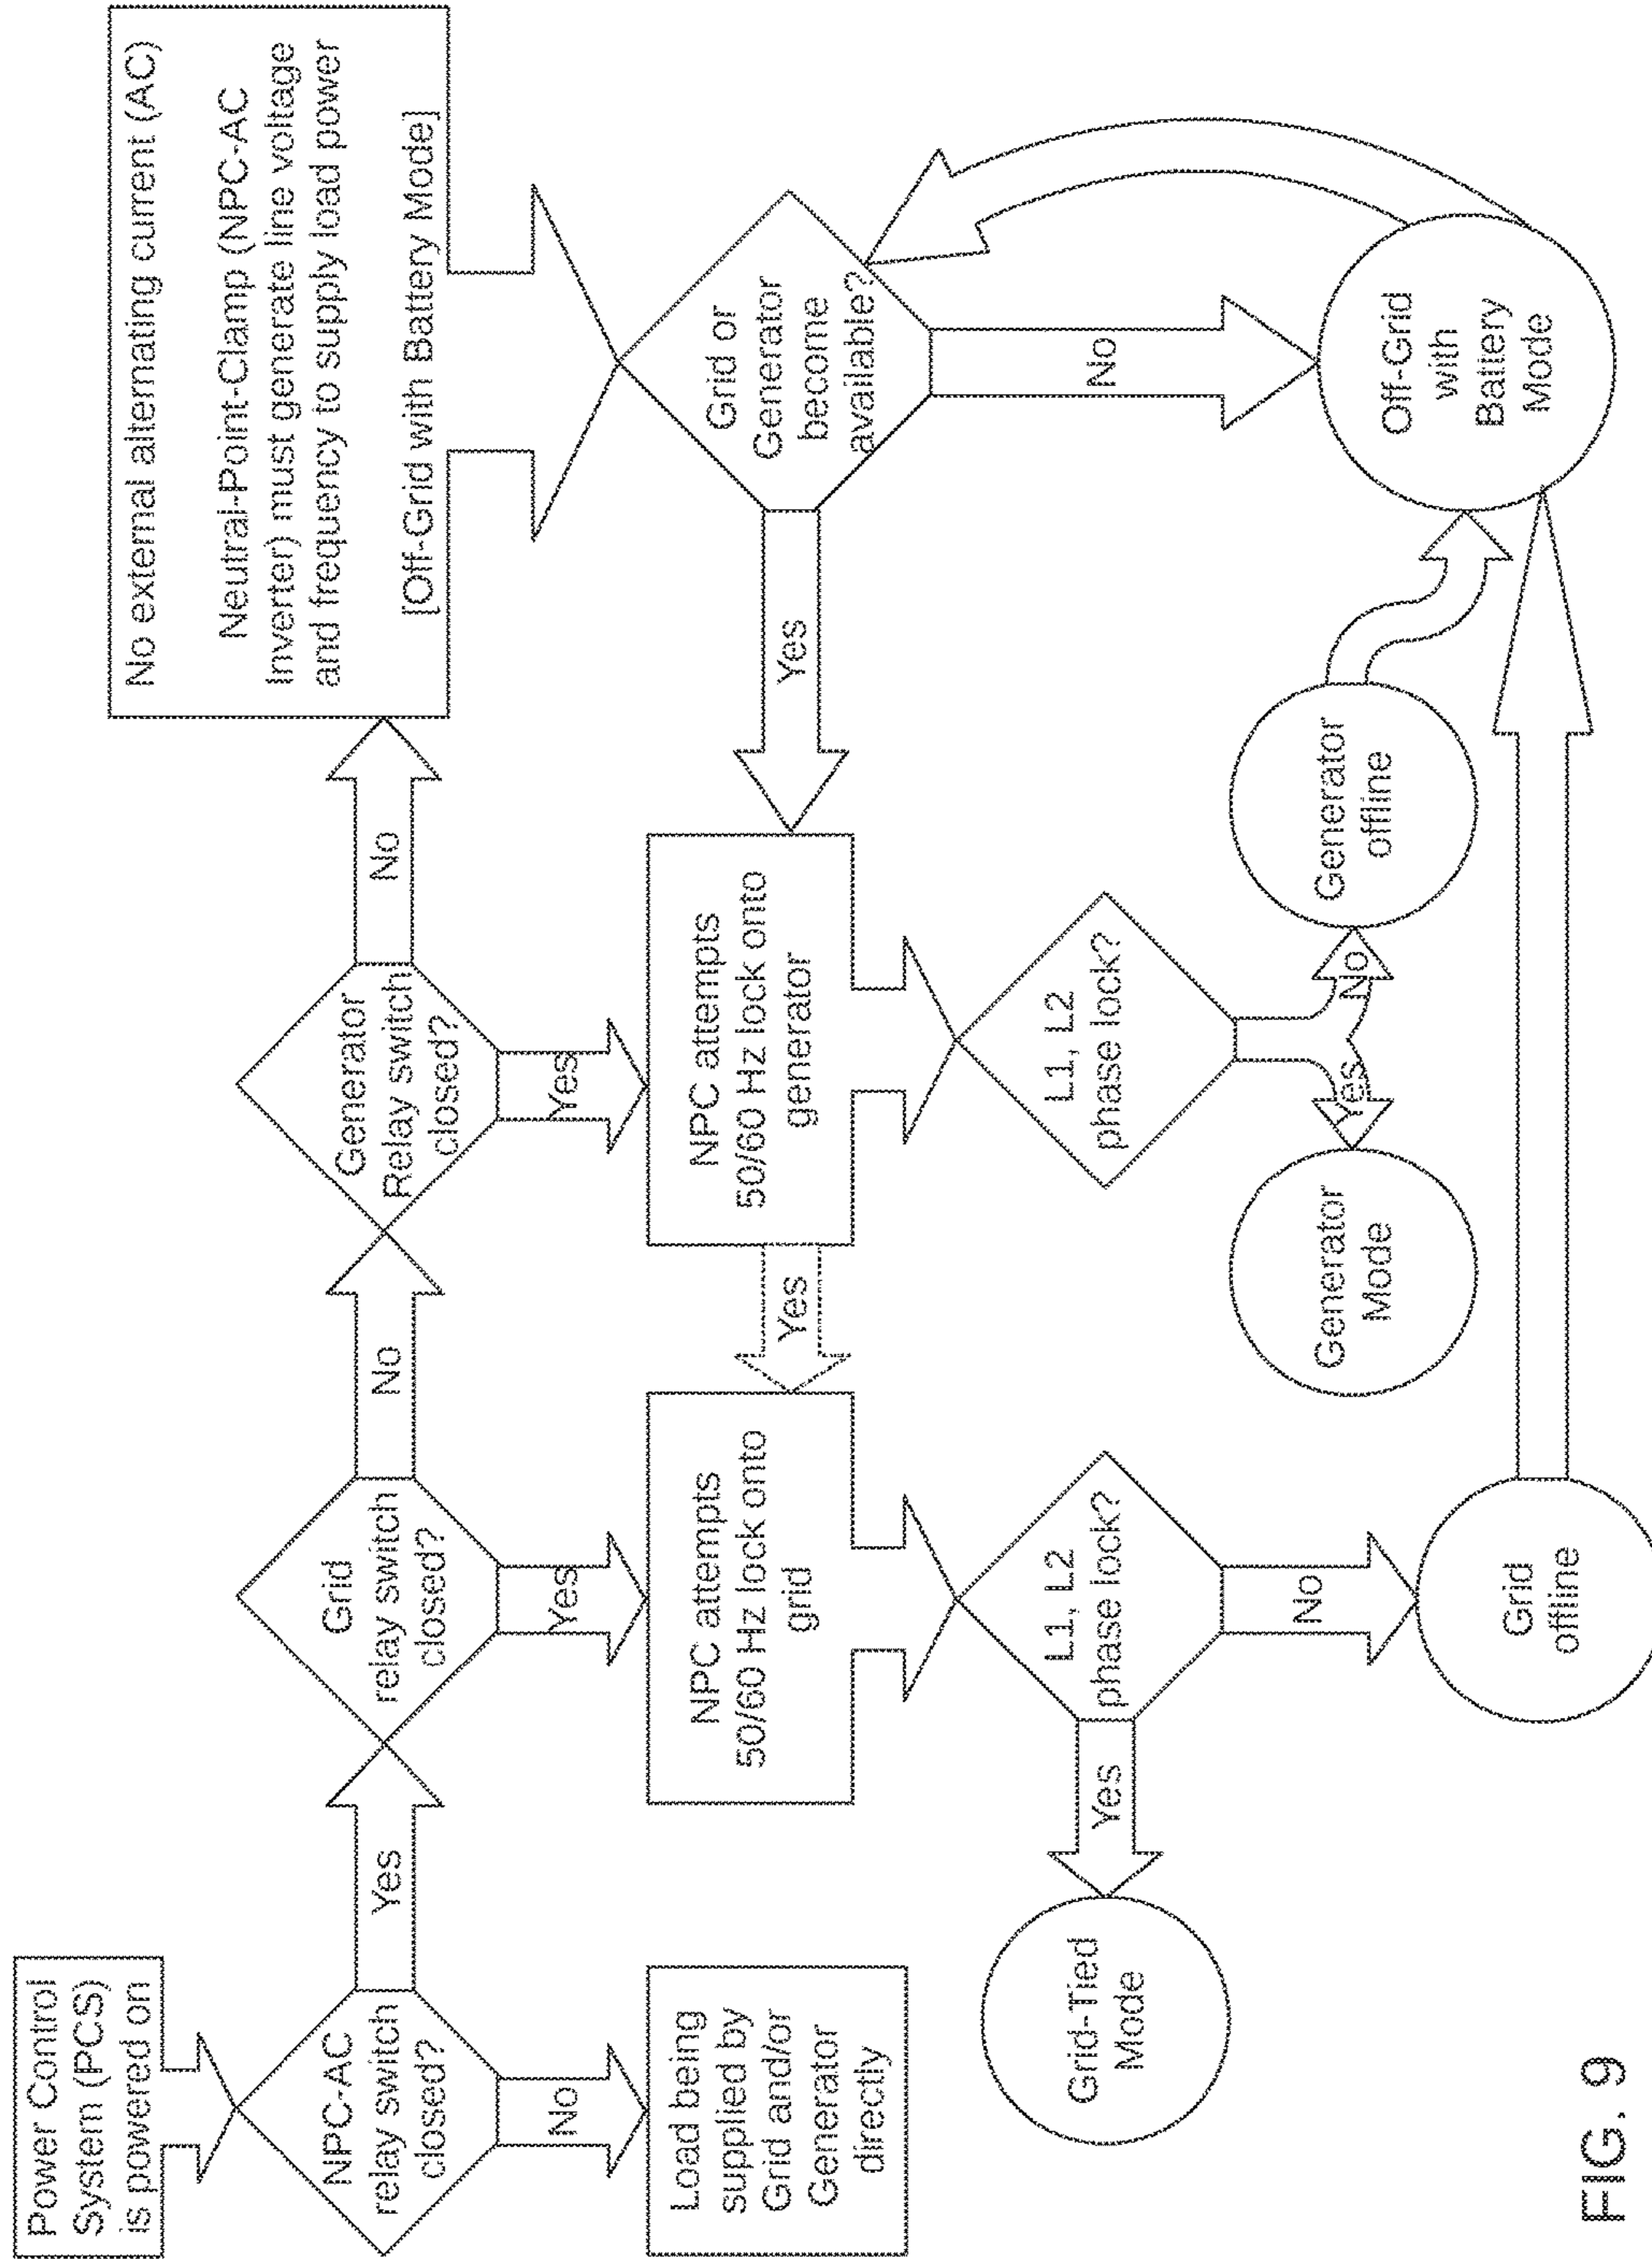 Power Control
System (PCS)
is powered on
NPC-AC
relay switch
closed?
Yes
No
Load being
supplied by
Grid and/or
Generator
directly
Grid
relay switch
closed?
No
Yes
NPC attempts
50/60 Hz lock onto
grid
L1, L2
phase lock?
Yes
Grid-Tied
Mode
No
Grid
offline
Generator
Relay switch
closed?
No
Yes
NPC attempts
50/60 Hz lock onto
generator
Yes
L1, L2
phase lock?
Yes
No
Generator
Mode
Generator
offline
No external alternating current (AC)
Neutral-Point-Clamp (NPC-AC
Inverter) must generate line voltage
and frequency to supply load power
[Off-Grid with Battery Mode]
Grid or
Generator
become
available?
Yes
No
Off-Grid
with
Battery
Mode
FIG. 9